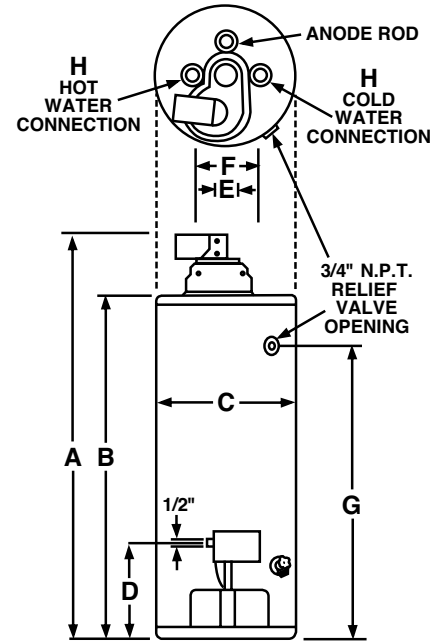 ANODE ROD
H
HOT
WATER
CONNECTION
H
COLD
WATER
CONNECTION
F
E
3/4" N.P.T.
RELIEF
VALVE
OPENING
C
A
B
G
1/2"
D